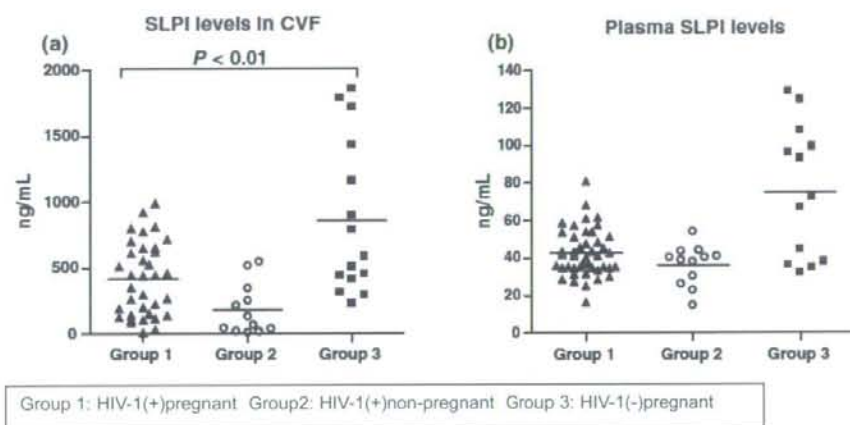 SLPI levels in CVF
(a)
P < 0.01
2000
1500
1000
500
0
ng/mL
Group 1 Group 2 Group 3
Plasma SLPI levels
(b)
140
120
100
80
60
40
20
0
ng/mL
Group 1 Group 2 Group 3
Group 1: HIV-1(+)pregnant Group2: HIV-1(+)non-pregnant Group 3: HIV-1(-)pregnant